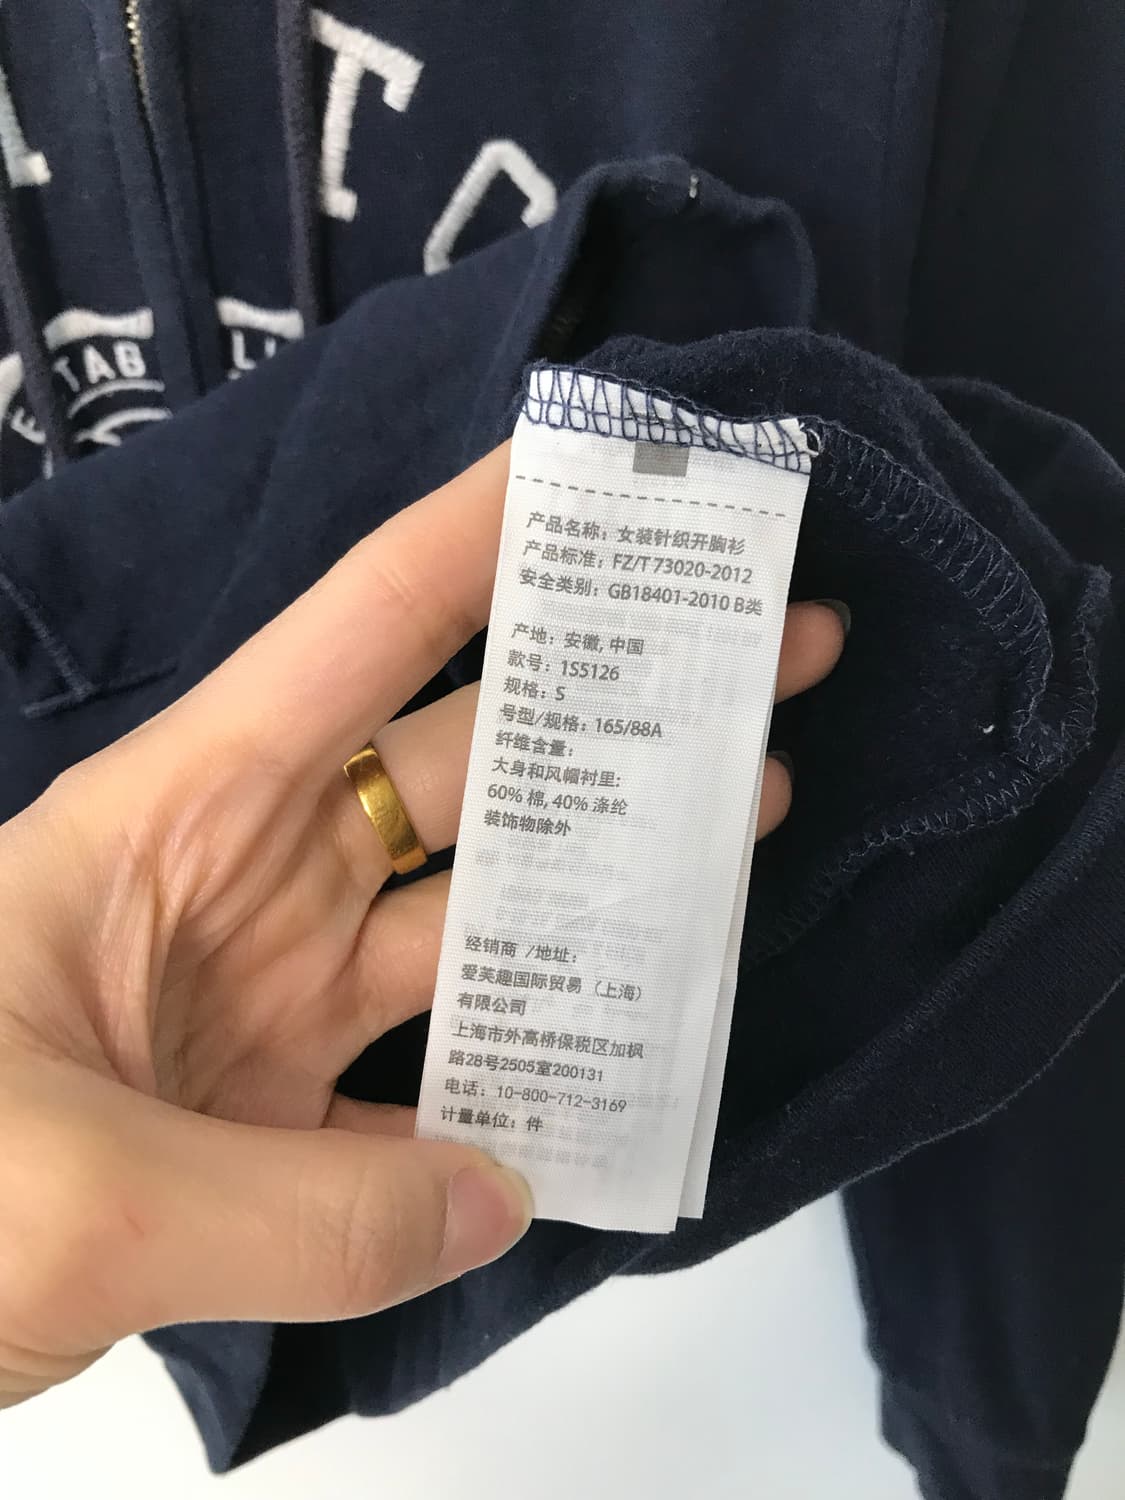 T
C
TAB
LI
产品名称：女装针织开胸衫
产品标准：FZ/T 73020-2012
安全类别：GB18401-2010 B类
产地：安徽, 中国
款号：1S5126
规格：S
号型/规格：165/88A
纤维含量：
大身和风帽衬里:
60% 棉, 40% 涤纶
装饰物除外
经销商 /地址：
爱芙趣国际贸易（上海）
有限公司
上海市外高桥保税区加枫
路28号2505室200131
电话：10-800-712-3169
计量单位：件